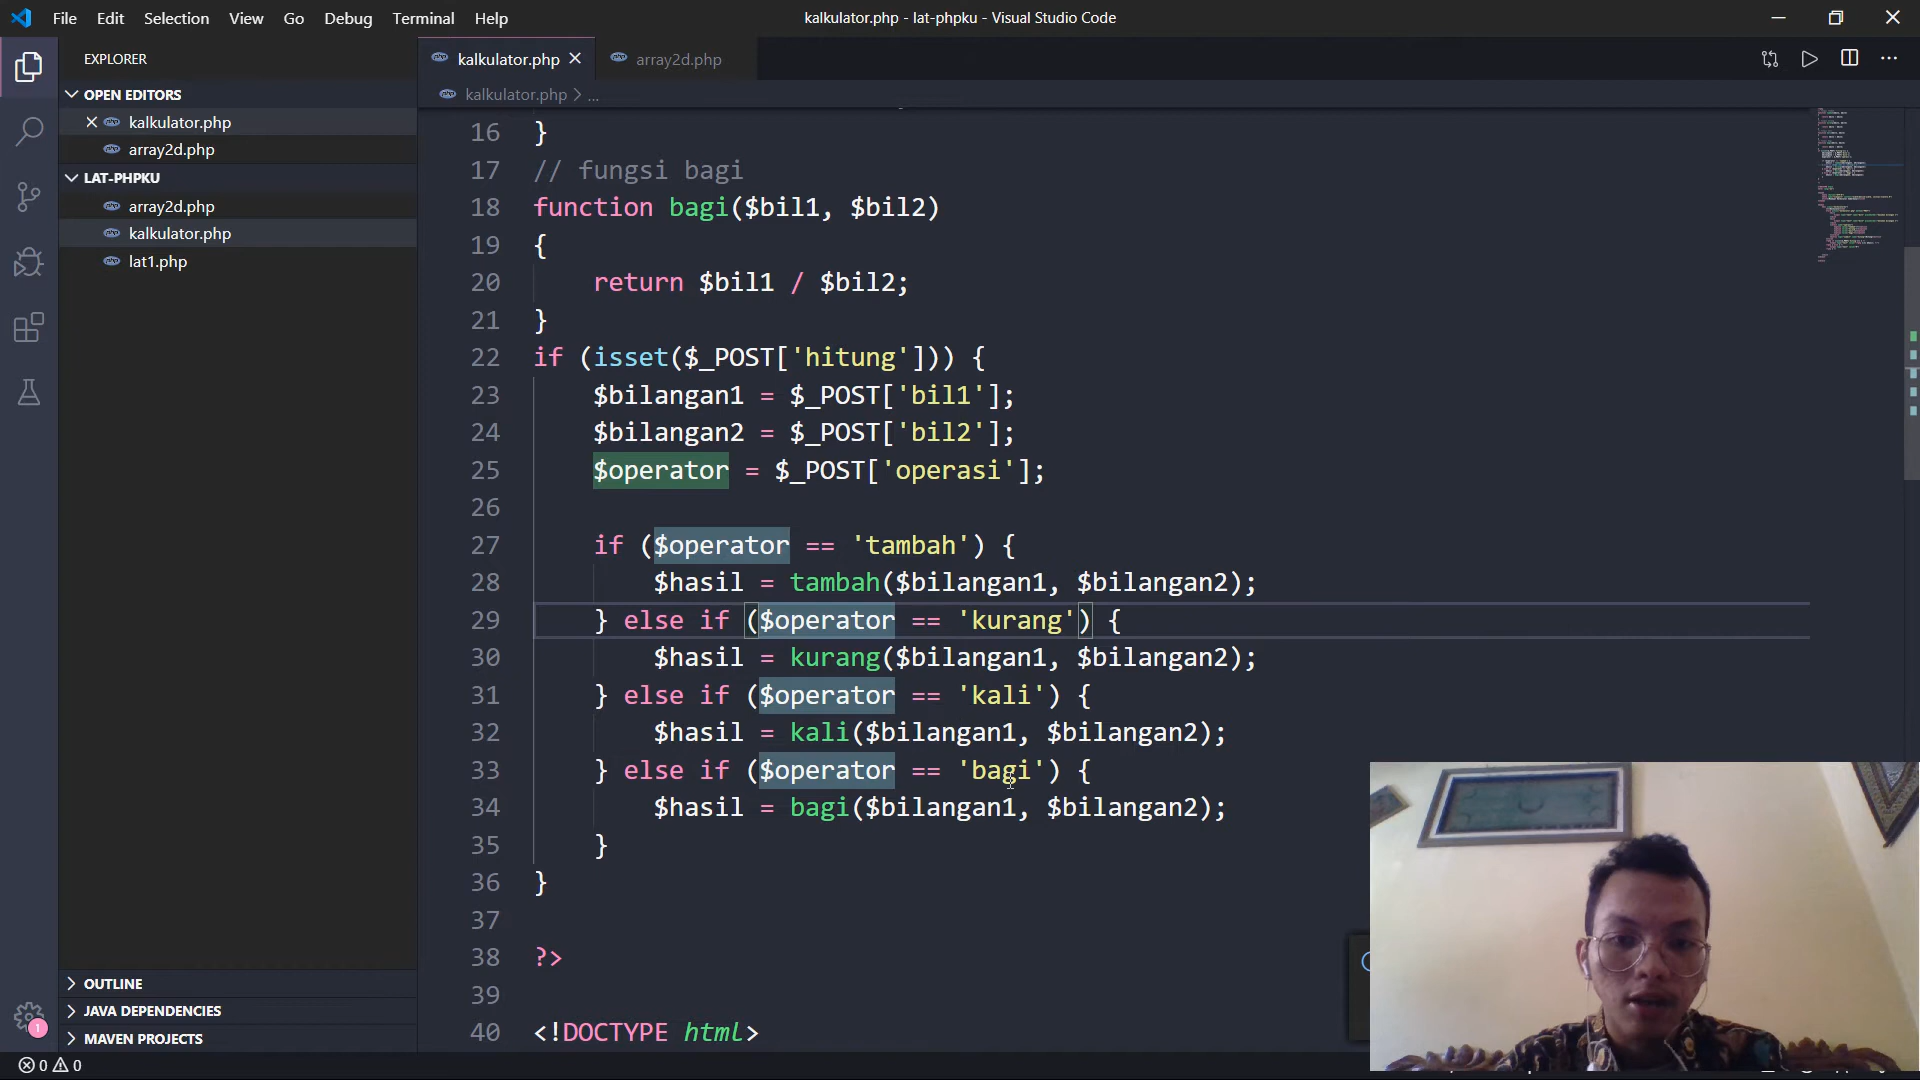 File Edit Selection View Go Debug Terminal Help
kalkulator.php - lat-phpku - Visual Studio Code
EXPLORER
OPEN EDITORS
kalkulator.php
array2d.php
LAT-PHPKU
array2d.php
kalkulator.php
lat1.php
OUTLINE
JAVA DEPENDENCIES
MAVEN PROJECTS
1
0 0
kalkulator.php
array2d.php
kalkulator.php > ...
16 }
17 // fungsi bagi
18 function bagi($bil1, $bil2)
19 {
20 return $bil1 / $bil2;
21 }
22 if (isset($_POST['hitung'])) {
23 $bilangan1 = $_POST['bil1'];
24 $bilangan2 = $_POST['bil2'];
25 $operator = $_POST['operasi'];
26
27 if ($operator == 'tambah') {
28 $hasil = tambah($bilangan1, $bilangan2);
29 } else if ($operator == 'kurang') {
30 $hasil = kurang($bilangan1, $bilangan2);
31 } else if ($operator == 'kali') {
32 $hasil = kali($bilangan1, $bilangan2);
33 } else if ($operator == 'bagi') {
34 $hasil = bagi($bilangan1, $bilangan2);
35 }
36 }
37
38 ?>
39
40 <!DOCTYPE html>